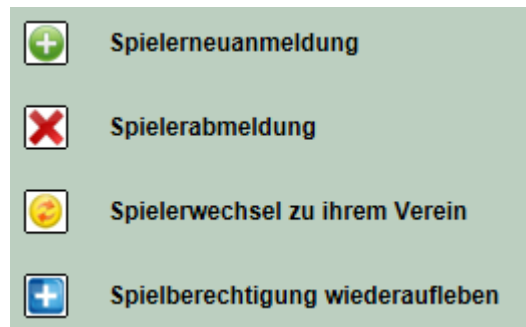 Spielerneuanmeldung
Spielerabmeldung
Spielerwechsel zu ihrem Verein
Spielberechtigung wiederaufleben